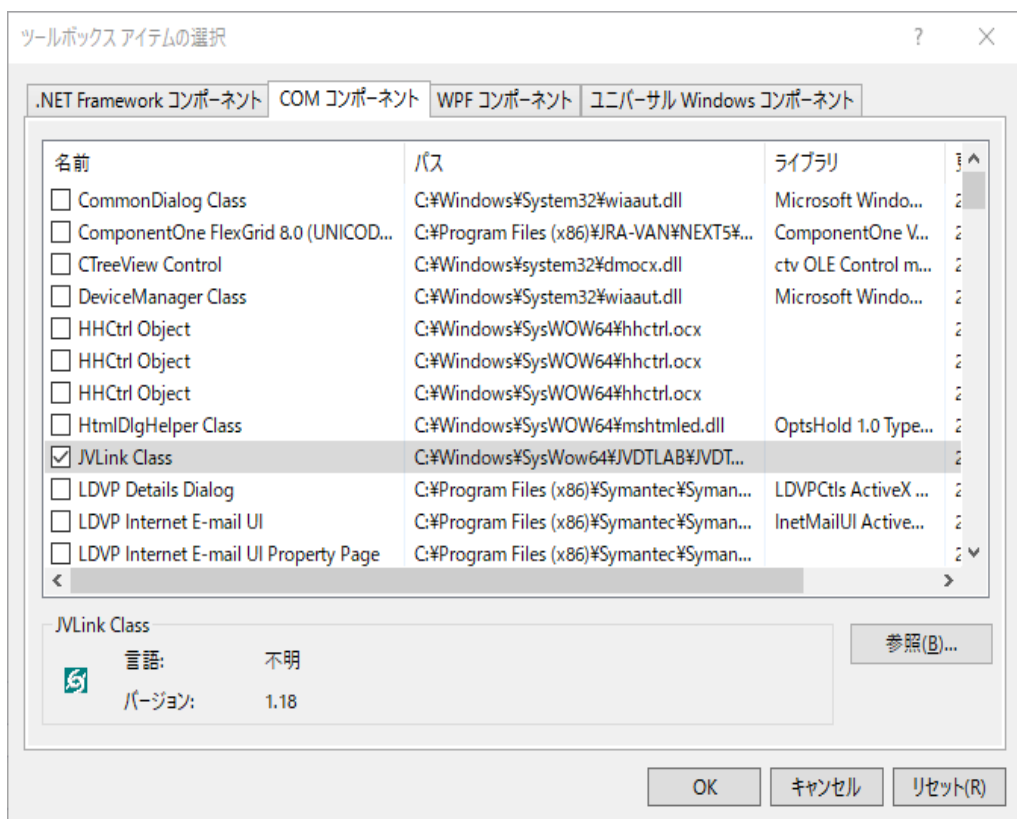 ツールボックス アイテムの選択
.NET Framework コンポーネント COM コンポーネント WPF コンポーネント ユニバーサル Windows コンポーネント
名前 パス ライブラリ
CommonDialog Class C:¥Windows¥System32¥wiaaut.dll Microsoft Windo...
ComponentOne FlexGrid 8.0 (UNICOD... C:¥Program Files (x86)¥JRA-VAN¥NEXT5¥... ComponentOne V...
CTreeView Control C:¥Windows¥system32¥dmocx.dll ctv OLE Control m...
DeviceManager Class C:¥Windows¥System32¥wiaaut.dll Microsoft Windo...
HHCtrl Object C:¥Windows¥SysWOW64¥hhctrl.ocx
HHCtrl Object C:¥Windows¥SysWOW64¥hhctrl.ocx
HHCtrl Object C:¥Windows¥SysWOW64¥hhctrl.ocx
HtmlDlgHelper Class C:¥Windows¥SysWOW64¥mshtmled.dll OptsHold 1.0 Type...
JVLink Class C:¥Windows¥SysWow64¥JVDTLAB¥JVDT...
LDVP Details Dialog C:¥Program Files (x86)¥Symantec¥Syman... LDVPCtls ActiveX ...
LDVP Internet E-mail UI C:¥Program Files (x86)¥Symantec¥Syman... InetMailUI Active...
LDVP Internet E-mail UI Property Page C:¥Program Files (x86)¥Symantec¥Syman...
JVLink Class
参照(B)...
言語: 不明
バージョン: 1.18
OK キャンセル リセット(R)